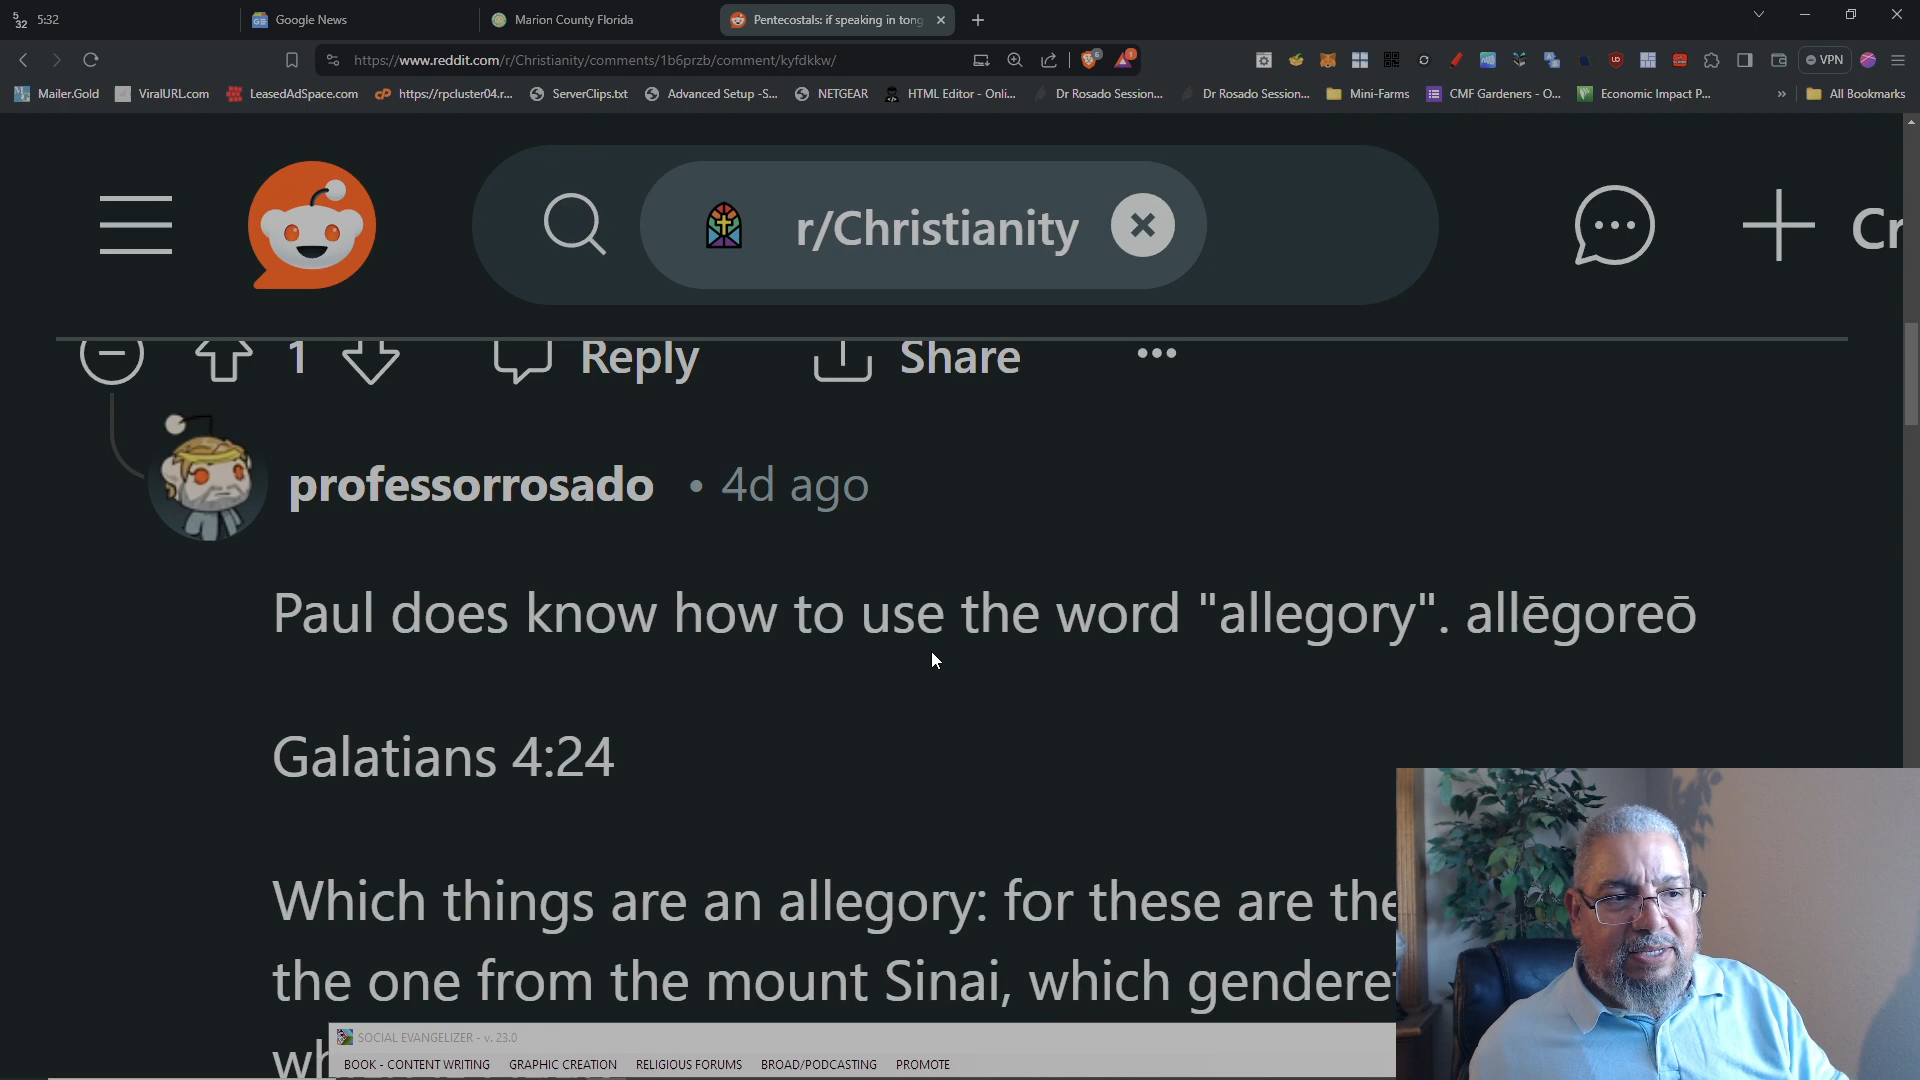 5
32
5:32
Google News
Marion County Florida
Pentecostals: if speaking in tong
https://www.reddit.com/r/Christianity/comments/1b6przb/comment/kyfdkkw/
6
1
VPN
Mailer.Gold
ViralURL.com
LeasedAdSpace.com
https://rpcluster04.r...
ServerClips.txt
Advanced Setup -S...
NETGEAR
HTML Editor - Onli...
Dr Rosado Session...
Dr Rosado Session...
Mini-Farms
CMF Gardeners - O...
Economic Impact P...
»
All Bookmarks
r/Christianity
Cr
1
Reply
Share
professorrosado • 4d ago
Paul does know how to use the word "allegory". allēgoreō
Galatians 4:24
Which things are an allegory: for these are the
the one from the mount Sinai, which gendere
SOCIAL EVANGELIZER - v. 23.0
BOOK - CONTENT WRITING
GRAPHIC CREATION
RELIGIOUS FORUMS
BROAD/PODCASTING
PROMOTE